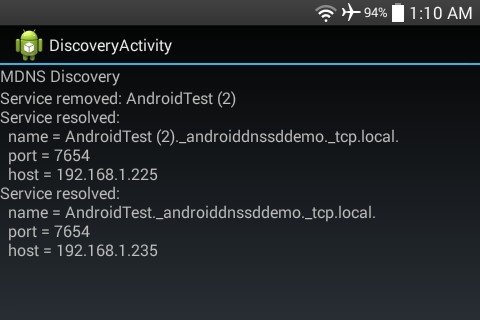 94% 1:10 AM
DiscoveryActivity
MDNS Discovery
Service removed: AndroidTest (2)
Service resolved:
name = AndroidTest (2)._androiddnssddemo._tcp.local.
port = 7654
host = 192.168.1.225
Service resolved:
name = AndroidTest._androiddnssddemo._tcp.local.
port = 7654
host = 192.168.1.235